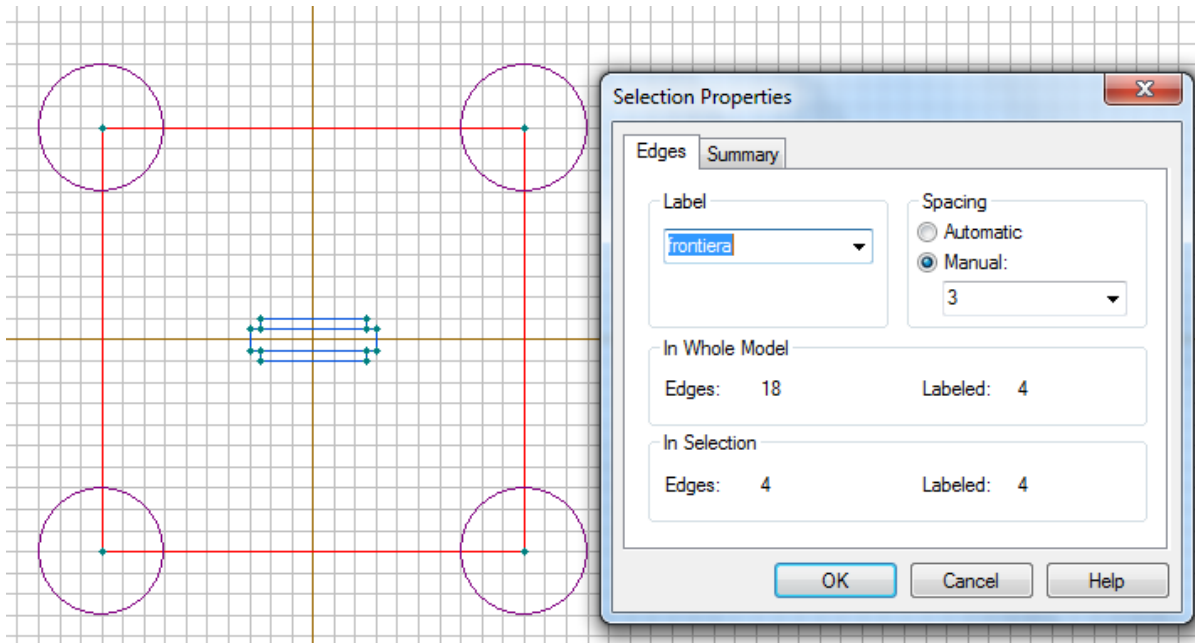 Selection Properties
Edges Summary
Label
frontiera
Spacing
Automatic
Manual:
3
In Whole Model
Edges: 18 Labeled: 4
In Selection
Edges: 4 Labeled: 4
OK Cancel Help